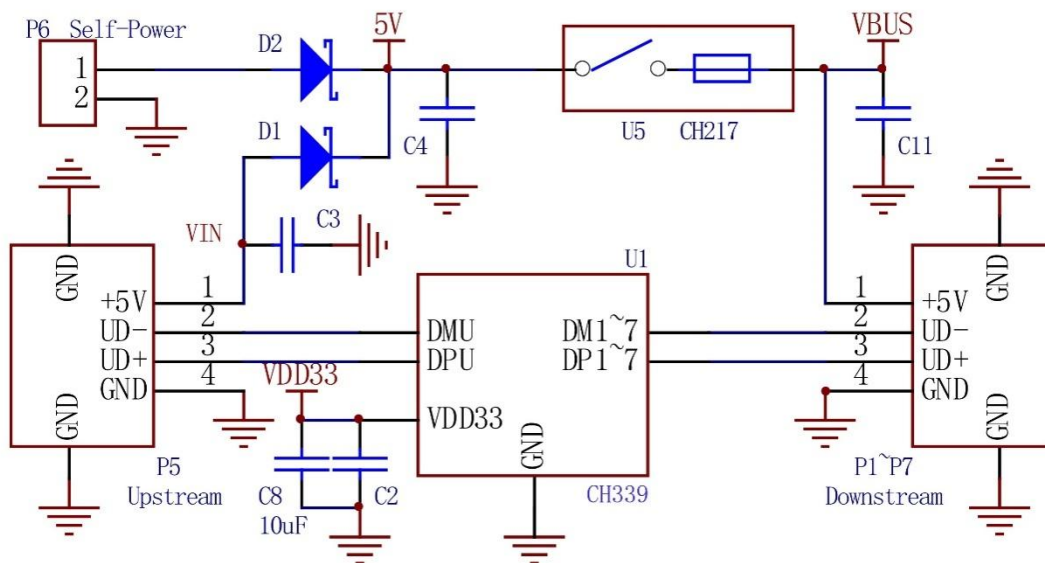 P6 Self-Power
1
2
D2
5V
VBUS
D1
C4
U5 CH217
C11
C3
VIN
GND
+5V 1
UD- 2
UD+ 3
GND 4
GND
P5
Upstream
VDD33
C8
10uF
C2
U1
DMU
DPU
VDD33
GND
DM1~7
DP1~7
CH339
GND
1 +5V
2 UD-
3 UD+
4 GND
GND
P1~P7
Downstream